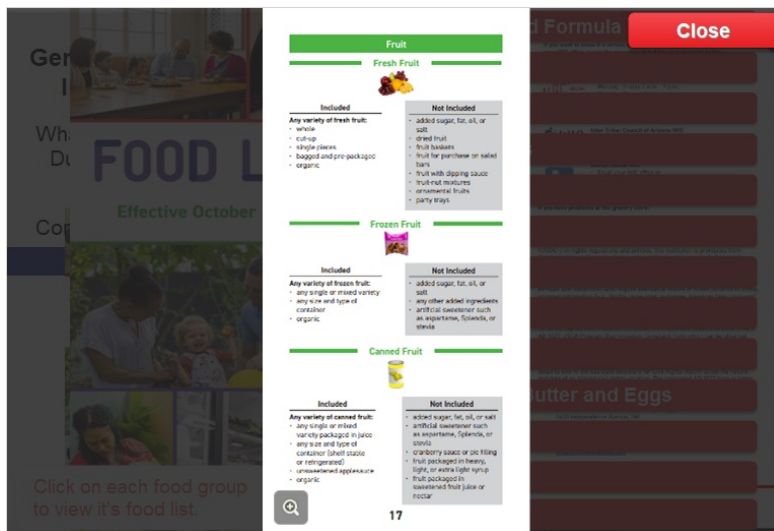 d Formula
Close
Ger
FOOD L
Effective October
Butter and Eggs
Click on each food group
to view it's food list.
Fruit
Fresh Fruit
Included
Any variety of fresh fruit:
• whole
• cut-up
• single pieces
• bagged and pre-packaged
• organic
Not Included
• added sugar, fat, oil, or
salt
• dried fruit
• fruit baskets
• fruit for purchase on salad
bars
• fruit with dipping sauce
• fruit-nut mixtures
• ornamental fruits
• party trays
Frozen Fruit
Included
Any variety of frozen fruit:
• any single or mixed variety
• any size and type of
container
• organic
Not Included
• added sugar, fat, oil, or
salt
• any other added ingredients
• artificial sweetener such
as aspartame, Splenda, or
stevia
Canned Fruit
Included
Any variety of canned fruit:
• any single or mixed
variety packaged in juice
• any size and type of
container (shelf stable
or refrigerated)
• unsweetened applesauce
• organic
Not Included
• added sugar, fat, oil, or salt
• artificial sweetener such
as aspartame, Splenda, or
stevia
• cranberry sauce or pie filling
• fruit packaged in heavy,
light, or extra light syrup
• fruit packaged in
sweetened fruit juice or
nectar
17